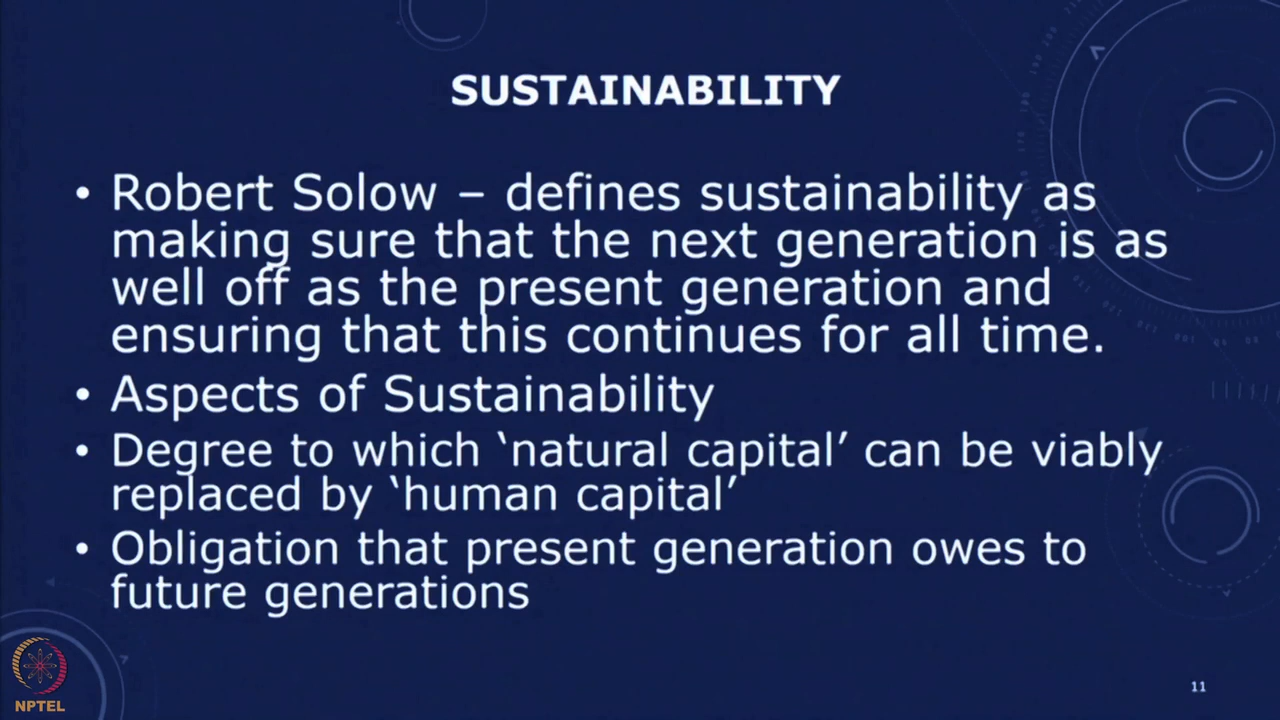 SUSTAINABILITY
• Robert Solow – defines sustainability as
making sure that the next generation is as
well off as the present generation and
ensuring that this continues for all time.
• Aspects of Sustainability
• Degree to which ‘natural capital’ can be viably
replaced by ‘human capital’
• Obligation that present generation owes to
future generations
NPTEL
11